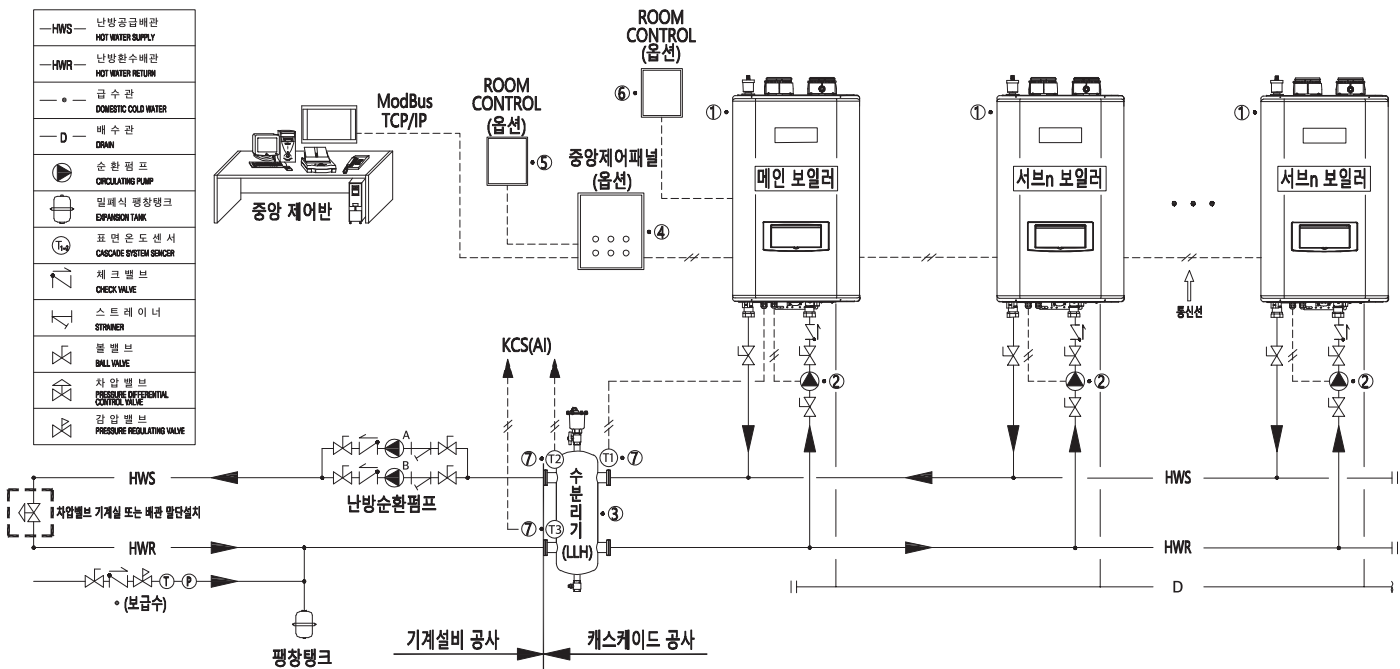 HWS
난방공급배관
HOT WATER SUPPLY
HWR
난방환수배관
HOT WATER RETURN
급 수 관
DOMESTIC COLD WATER
D
배 수 관
DRAIN
순 환 펌 프
CIRCULATING PUMP
밀폐식 팽창탱크
EXPANSION TANK
T1~3
표 면 온 도 센 서
CASCADE SYSTEM SENCER
체 크 밸 브
CHECK VALVE
스 트 레 이 너
STRAINER
볼 밸 브
BALL VALVE
차 압 밸 브
PRESSURE DIFFERENTIAL
CONTROL VALVE
감 압 밸 브
PRESSURE REGULATING VALVE
중앙 제어반
ModBus
TCP/IP
ROOM
CONTROL
(옵션)
⑤
ROOM
CONTROL
(옵션)
⑥
중앙제어패널
(옵션)
④
①
메인 보일러
①
서브n 보일러
①
서브n 보일러
통신선
②
②
②
KCS(AI)
A
B
난방순환펌프
⑦
T2
T1
⑦
⑦
T3
수
분
리
기
(LLH)
③
HWS
HWS
차압밸브 기계실 또는 배관 말단설치
HWR
HWR
T
P
(보급수)
D
팽창탱크
기계설비 공사
캐스케이드 공사